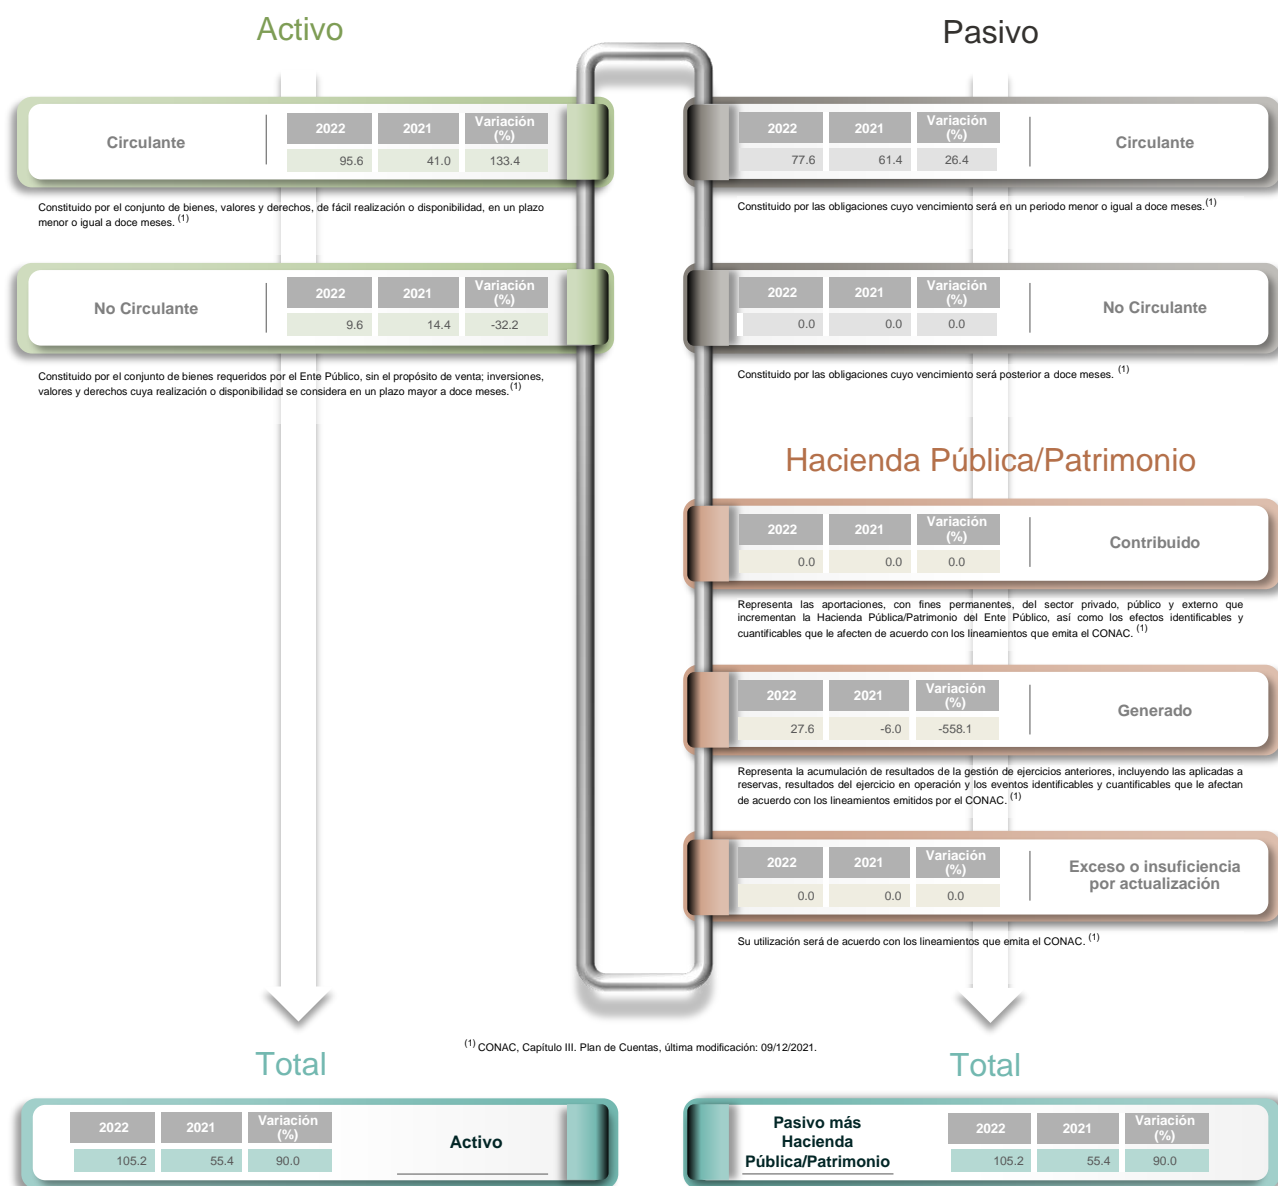 Activo
Circulante
2022 2021 Variación (%)
95.6 41.0 133.4
Constituido por el conjunto de bienes, valores y derechos, de fácil realización o disponibilidad, en un plazo
menor o igual a doce meses. (1)
No Circulante
2022 2021 Variación (%)
9.6 14.4 -32.2
Constituido por el conjunto de bienes requeridos por el Ente Público, sin el propósito de venta; inversiones,
valores y derechos cuya realización o disponibilidad se considera en un plazo mayor a doce meses. (1)
Pasivo
2022 2021 Variación (%)
77.6 61.4 26.4
Circulante
Constituido por las obligaciones cuyo vencimiento será en un periodo menor o igual a doce meses. (1)
2022 2021 Variación (%)
0.0 0.0 0.0
No Circulante
Constituido por las obligaciones cuyo vencimiento será posterior a doce meses. (1)
Hacienda Pública/Patrimonio
2022 2021 Variación (%)
0.0 0.0 0.0
Contribuido
Representa las aportaciones, con fines permanentes, del sector privado, público y externo que
incrementan la Hacienda Pública/Patrimonio del Ente Público, así como los efectos identificables y
cuantificables que le afecten de acuerdo con los lineamientos que emita el CONAC. (1)
2022 2021 Variación (%)
27.6 -6.0 -558.1
Generado
Representa la acumulación de resultados de la gestión de ejercicios anteriores, incluyendo las aplicadas a
reservas, resultados del ejercicio en operación y los eventos identificables y cuantificables que le afectan
de acuerdo con los lineamientos emitidos por el CONAC. (1)
2022 2021 Variación (%)
0.0 0.0 0.0
Exceso o insuficiencia
por actualización
Su utilización será de acuerdo con los lineamientos que emita el CONAC. (1)
(1) CONAC, Capítulo III. Plan de Cuentas, última modificación: 09/12/2021.
Total
2022 2021 Variación (%)
105.2 55.4 90.0
Activo
Total
Pasivo más
Hacienda
Pública/Patrimonio
2022 2021 Variación (%)
105.2 55.4 90.0